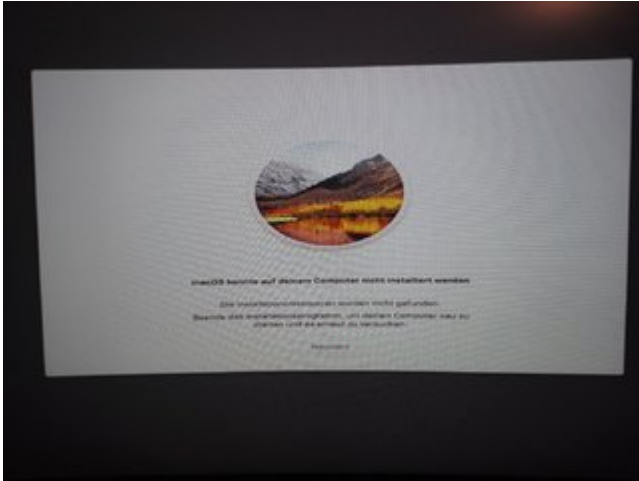 macOS konnte auf deinem Computer nicht installiert werden
Die Installationsressourcen wurden nicht gefunden.
Beende das Installationsprogramm, um deinen Computer neu zu
starten und es erneut zu versuchen.